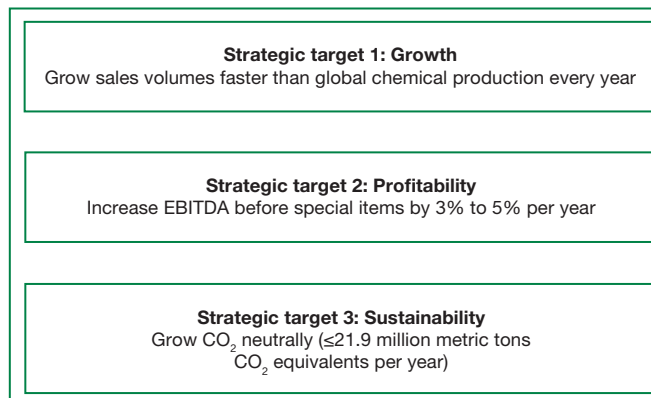 Strategic target 1: Growth
Grow sales volumes faster than global chemical production every year
Strategic target 2: Profitability
Increase EBITDA before special items by 3% to 5% per year
Strategic target 3: Sustainability
Grow CO₂ neutrally (≤21.9 million metric tons
CO₂ equivalents per year)